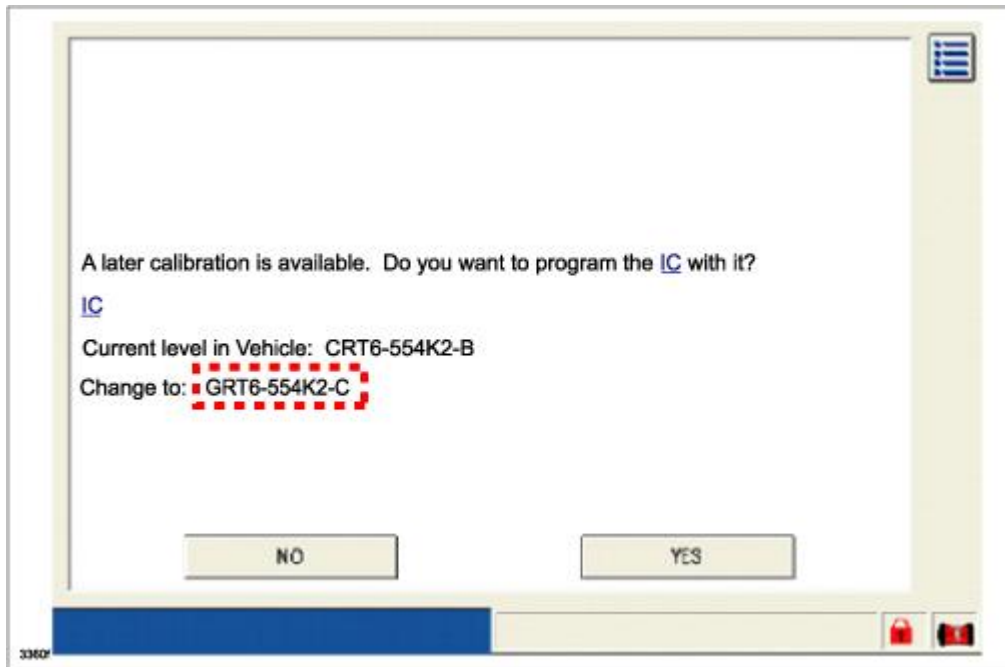 A later calibration is available. Do you want to program the IC with it?
IC
Current level in Vehicle: CRT6-554K2-B
Change to: GRT6-554K2-C
NO YES